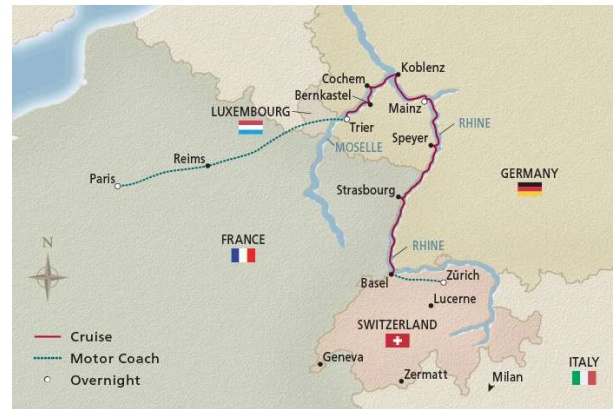 Koblenz
Cochem
Bernkastel
Mainz
LUXEMBOURG
Trier
RHINE
MOSELLE
Speyer
Reims
Paris
GERMANY
Strasbourg
N
FRANCE
RHINE
Basel
Zürich
Lucerne
SWITZERLAND
Cruise
Motor Coach
Overnight
Geneva
Zermatt
Milan
ITALY